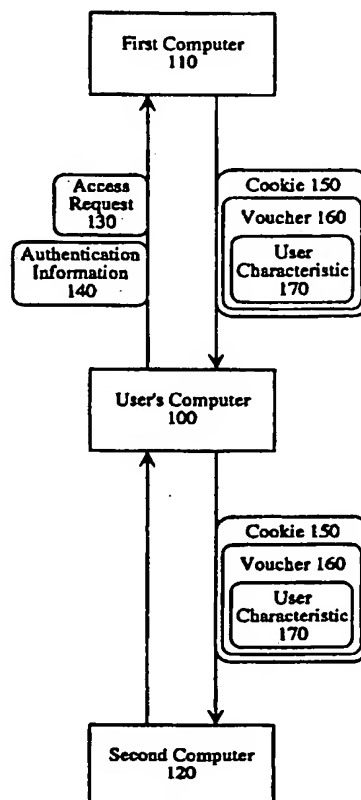 First Computer
110
Access
Request
130
Authentication
Information
140
Cookie 150
Voucher 160
User
Characteristic
170
User's Computer
100
Cookie 150
Voucher 160
User
Characteristic
170
Second Computer
120